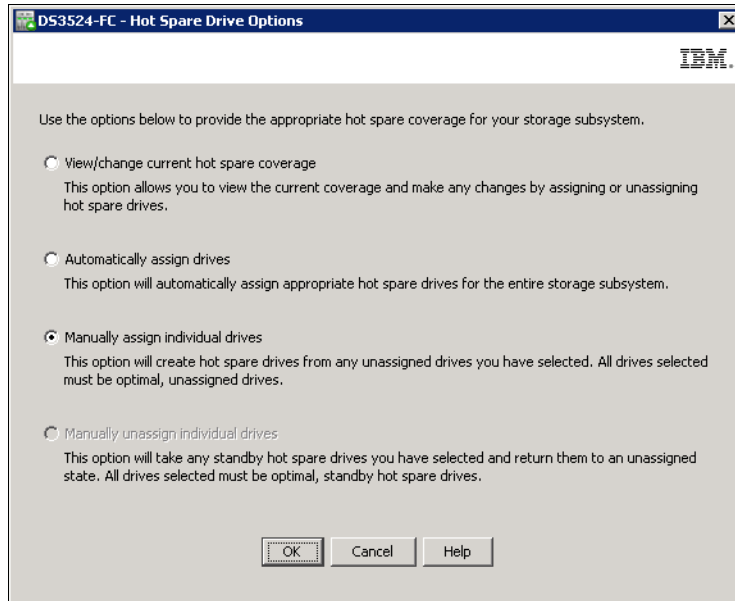 DS3524-FC - Hot Spare Drive Options
IBM.
Use the options below to provide the appropriate hot spare coverage for your storage subsystem.
View/change current hot spare coverage
This option allows you to view the current coverage and make any changes by assigning or unassigning
hot spare drives.
Automatically assign drives
This option will automatically assign appropriate hot spare drives for the entire storage subsystem.
Manually assign individual drives
This option will create hot spare drives from any unassigned drives you have selected. All drives selected
must be optimal, unassigned drives.
Manually unassign individual drives
This option will take any standby hot spare drives you have selected and return them to an unassigned
state. All drives selected must be optimal, standby hot spare drives.
OK Cancel Help